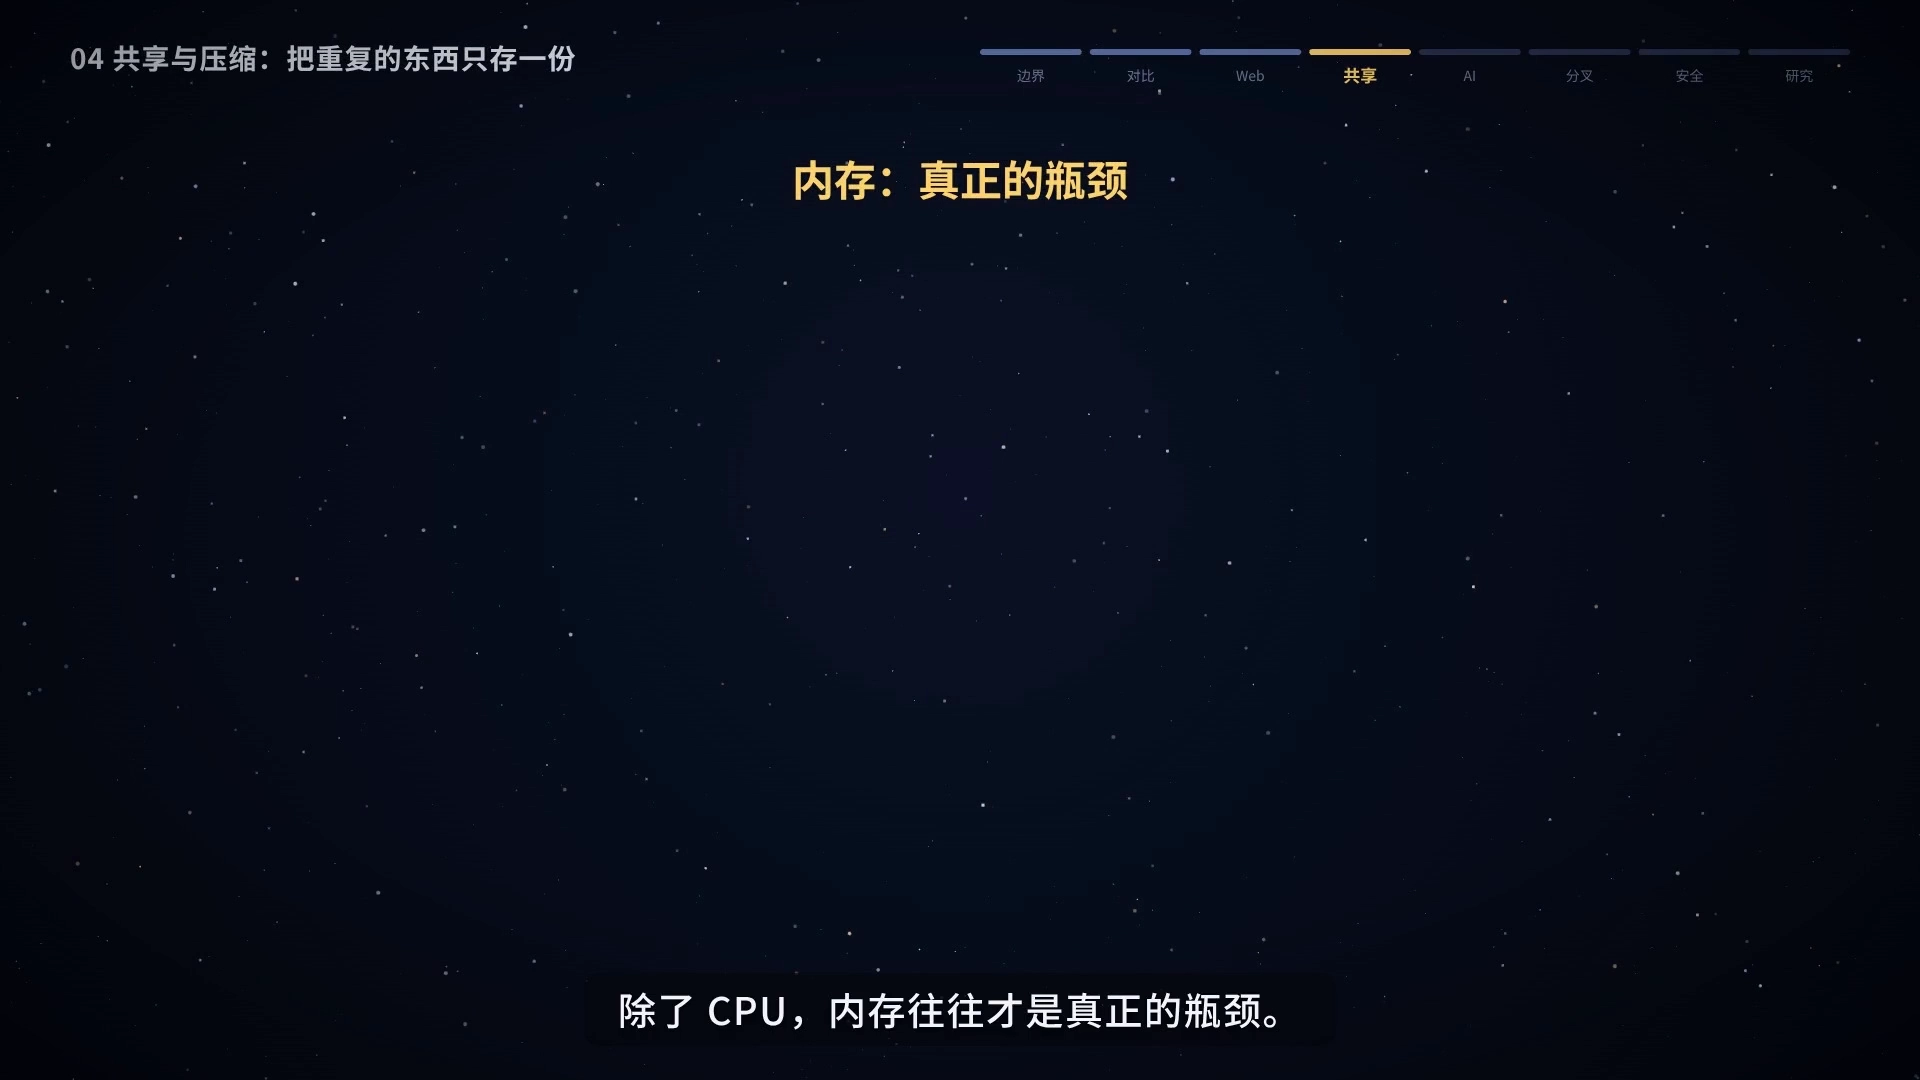 04 共享与压缩：把重复的东西只存一份
边界 对比 Web 共享 AI 分叉 安全 研究
内存：真正的瓶颈
除了 CPU，内存往往才是真正的瓶颈。